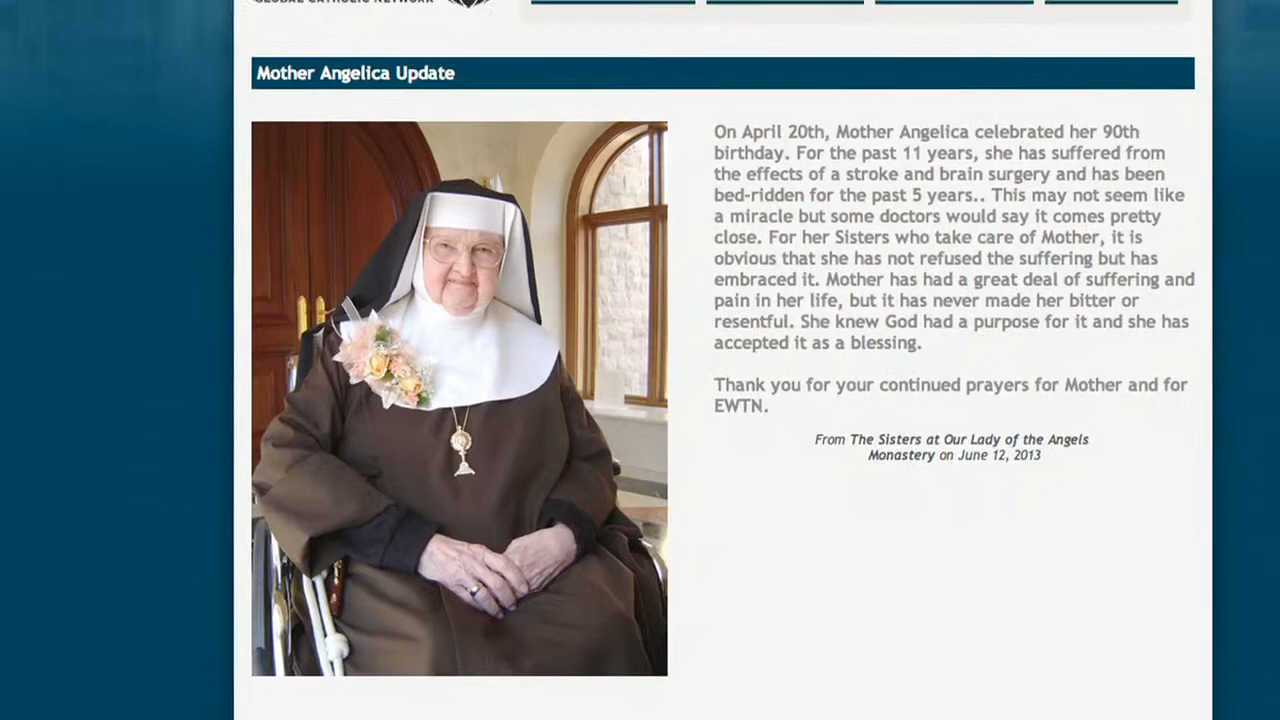 GLOBAL CATHOLIC NETWORK
Mother Angelica Update
On April 20th, Mother Angelica celebrated her 90th
birthday. For the past 11 years, she has suffered from
the effects of a stroke and brain surgery and has been
bed-ridden for the past 5 years.. This may not seem like
a miracle but some doctors would say it comes pretty
close. For her Sisters who take care of Mother, it is
obvious that she has not refused the suffering but has
embraced it. Mother has had a great deal of suffering and
pain in her life, but it has never made her bitter or
resentful. She knew God had a purpose for it and she has
accepted it as a blessing.
Thank you for your continued prayers for Mother and for
EWTN.
From The Sisters at Our Lady of the Angels
Monastery on June 12, 2013